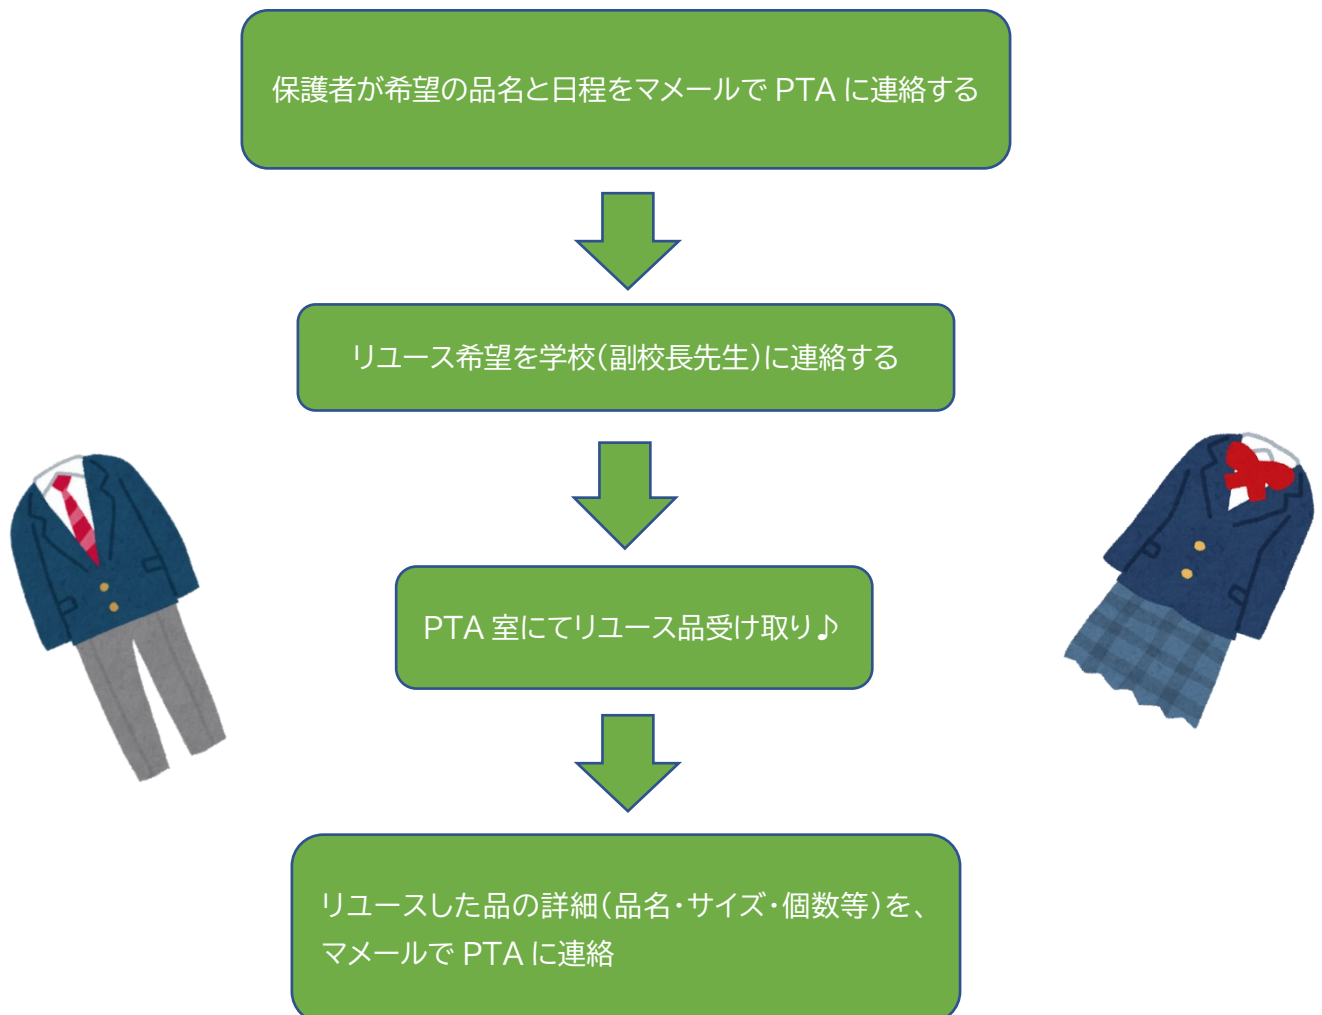 保護者が希望の品名と日程をマメールで PTA に連絡する
リユース希望を学校(副校長先生)に連絡する
PTA 室にてリユース品受け取り♪
リユースした品の詳細(品名・サイズ・個数等)を、
マメールで PTA に連絡